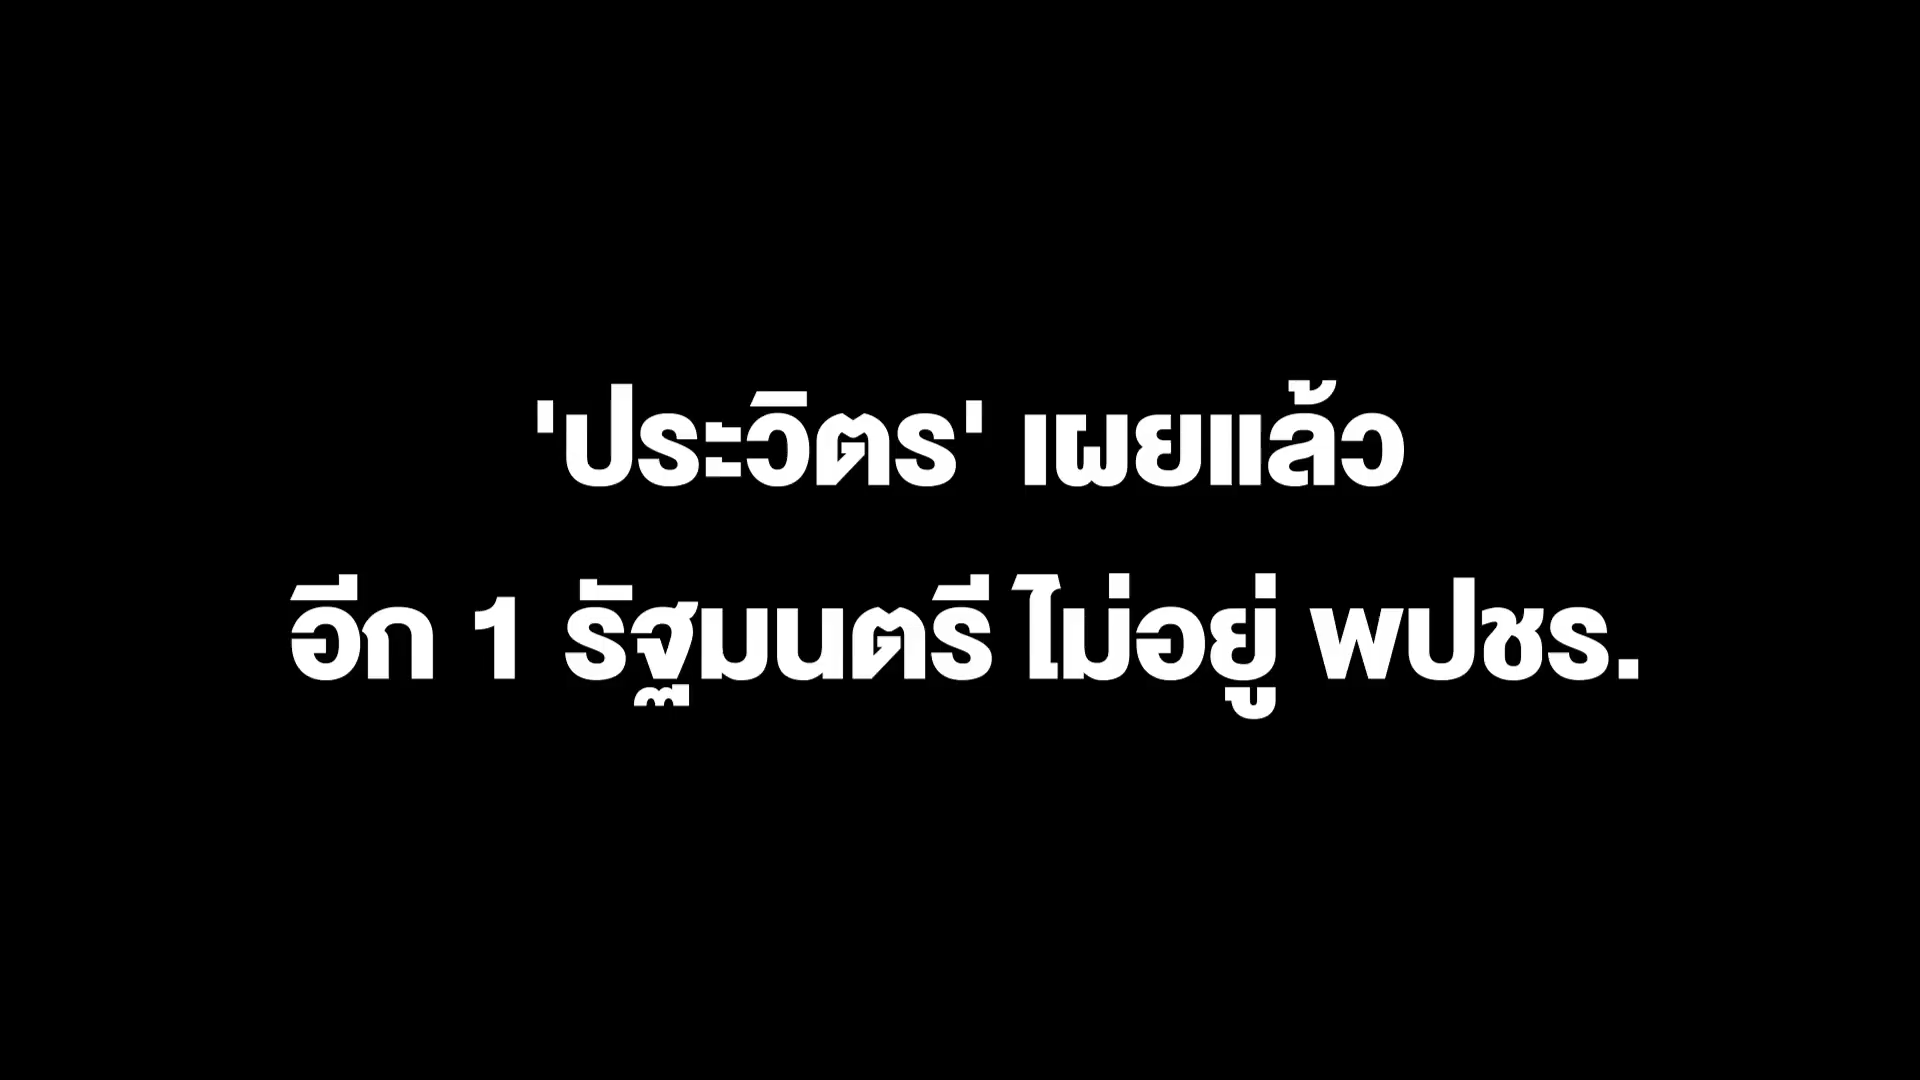 'ประวิตร' เผยแล้ว
อีก 1 รัฐมนตรี ไม่อยู่ พปชร.